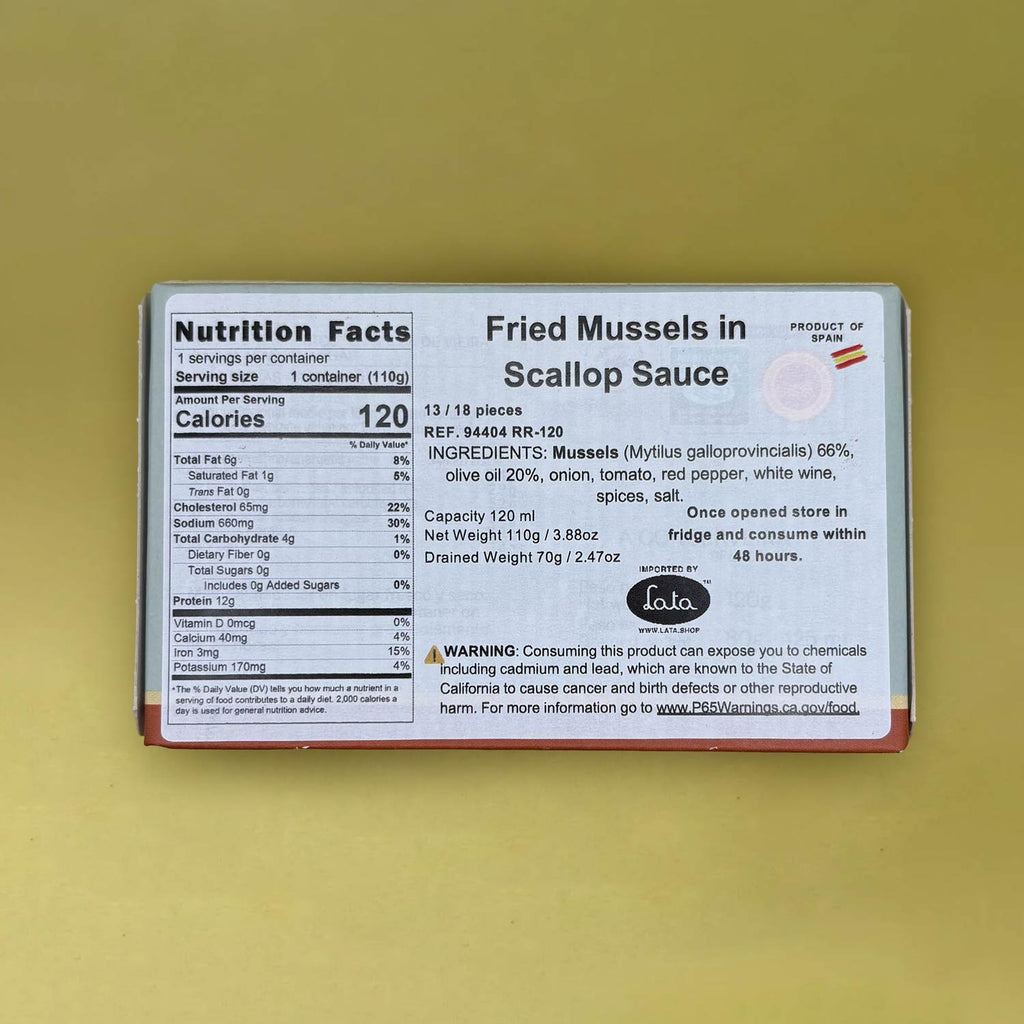 Nutrition Facts
1 servings per container
Serving size 1 container (110g)
Amount Per Serving
Calories 120
% Daily Value*
Total Fat 6g 8%
Saturated Fat 1g 5%
Trans Fat 0g
Cholesterol 65mg 22%
Sodium 660mg 30%
Total Carbohydrate 4g 1%
Dietary Fiber 0g 0%
Total Sugars 0g
Includes 0g Added Sugars 0%
Protein 12g
Vitamin D 0mcg 0%
Calcium 40mg 4%
Iron 3mg 15%
Potassium 170mg 4%
*The % Daily Value (DV) tells you how much a nutrient in a
serving of food contributes to a daily diet. 2,000 calories a
day is used for general nutrition advice.
Fried Mussels in
Scallop Sauce
PRODUCT OF
SPAIN
13 / 18 pieces
REF. 94404 RR-120
INGREDIENTS: Mussels (Mytilus galloprovincialis) 66%,
olive oil 20%, onion, tomato, red pepper, white wine,
spices, salt.
Capacity 120 ml
Net Weight 110g / 3.88oz
Drained Weight 70g / 2.47oz
Once opened store in
fridge and consume within
48 hours.
IMPORTED BY
Lata ™
WWW.LATA.SHOP
WARNING: Consuming this product can expose you to chemicals
including cadmium and lead, which are known to the State of
California to cause cancer and birth defects or other reproductive
harm. For more information go to www.P65Warnings.ca.gov/food.